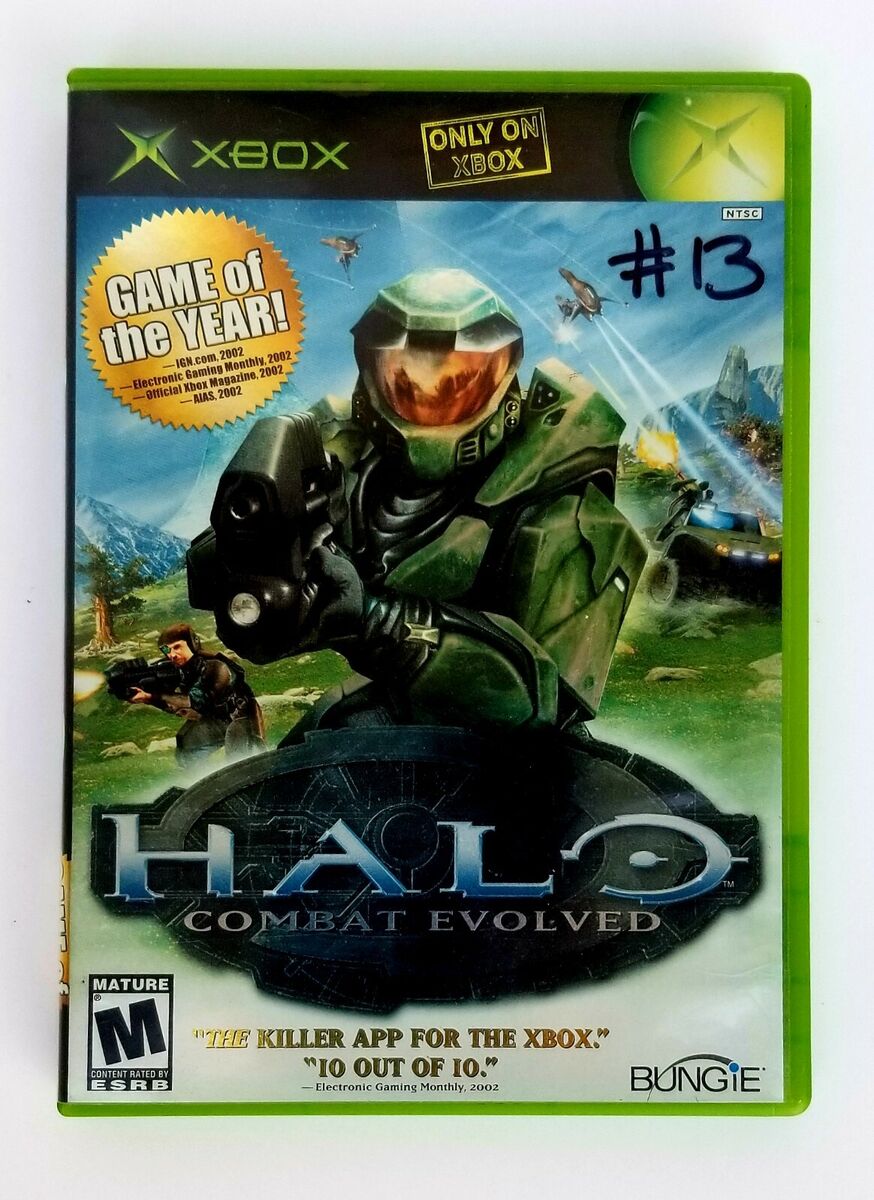 XBOX
ONLY ON
XBOX
NTSC
#13
GAME of
the YEAR!
—IGN.com, 2002
—Electronic Gaming Monthly, 2002
—Official Xbox Magazine, 2002
—AIAS, 2002
HALO
TM
COMBAT EVOLVED
MATURE
M
®
CONTENT RATED BY
ESRB
"THE KILLER APP FOR THE XBOX."
"10 OUT OF 10."
—Electronic Gaming Monthly, 2002
BUNGiE